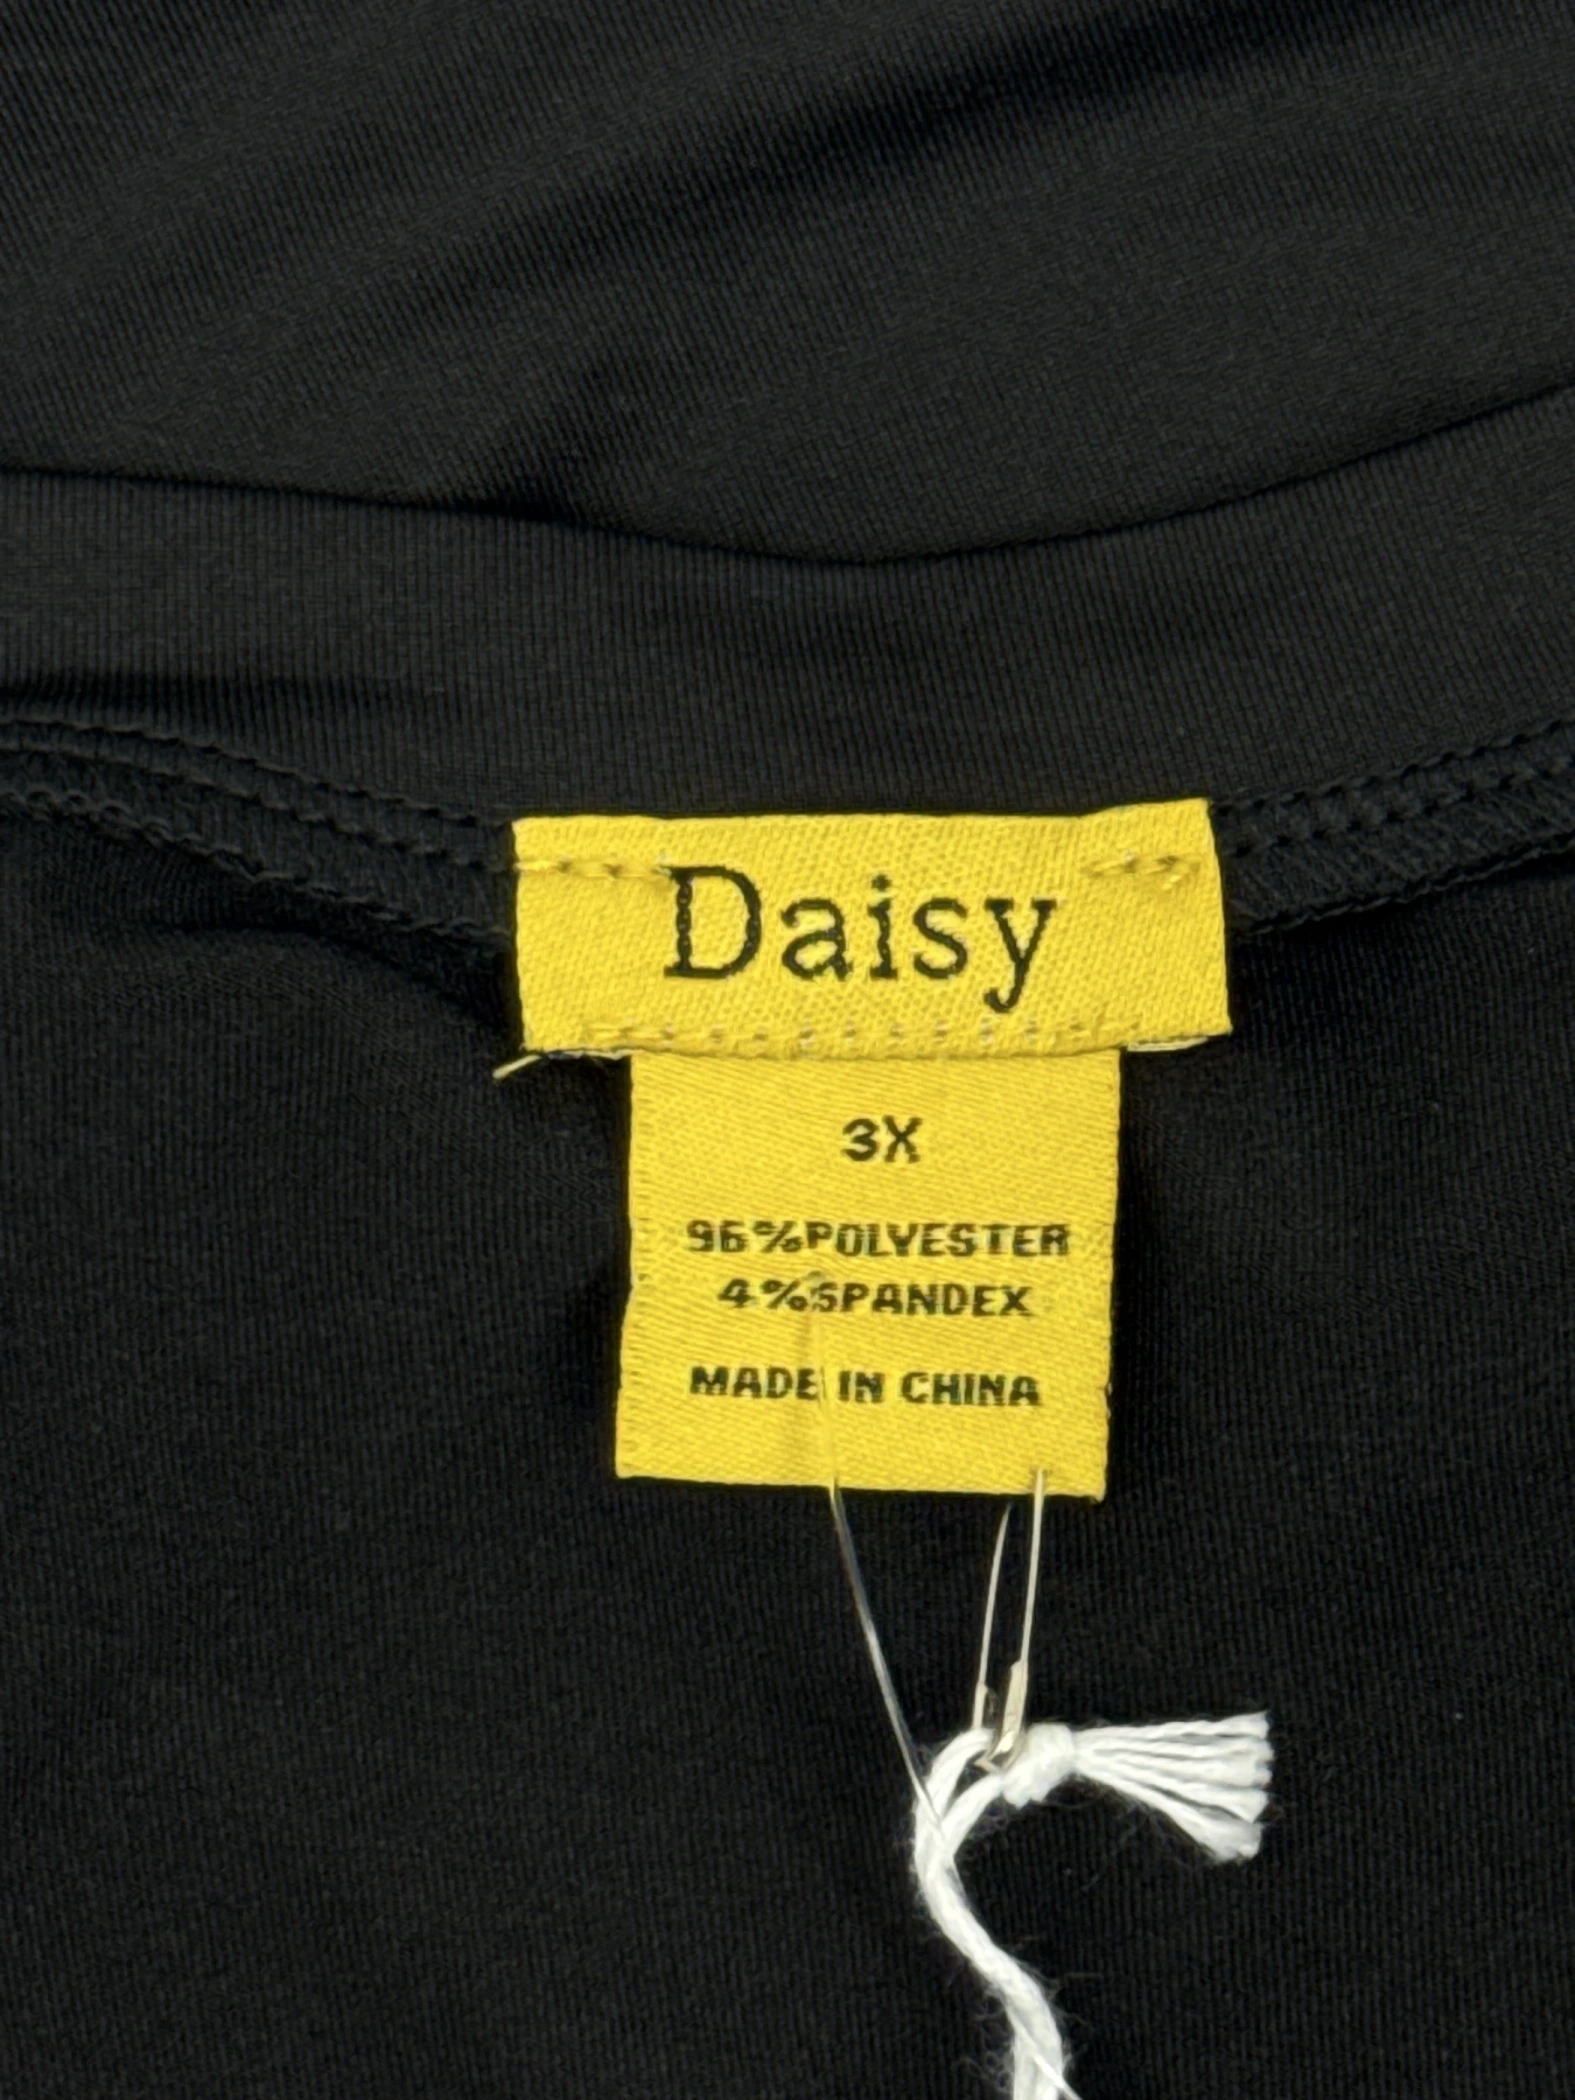 Daisy
3X
96%POLYESTER
4%SPANDEX
MADE IN CHINA